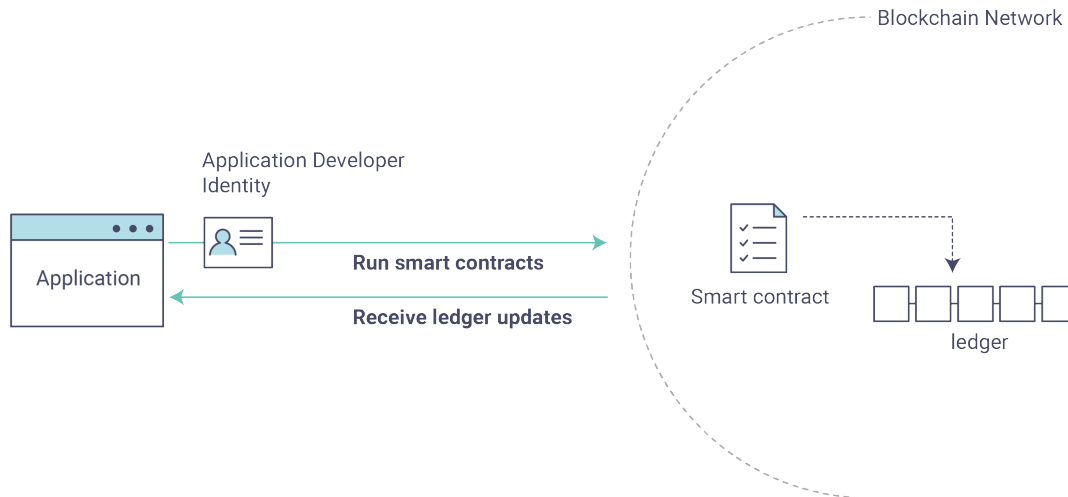 Blockchain Network
Application Developer
Identity
Application
Run smart contracts
Receive ledger updates
Smart contract
ledger